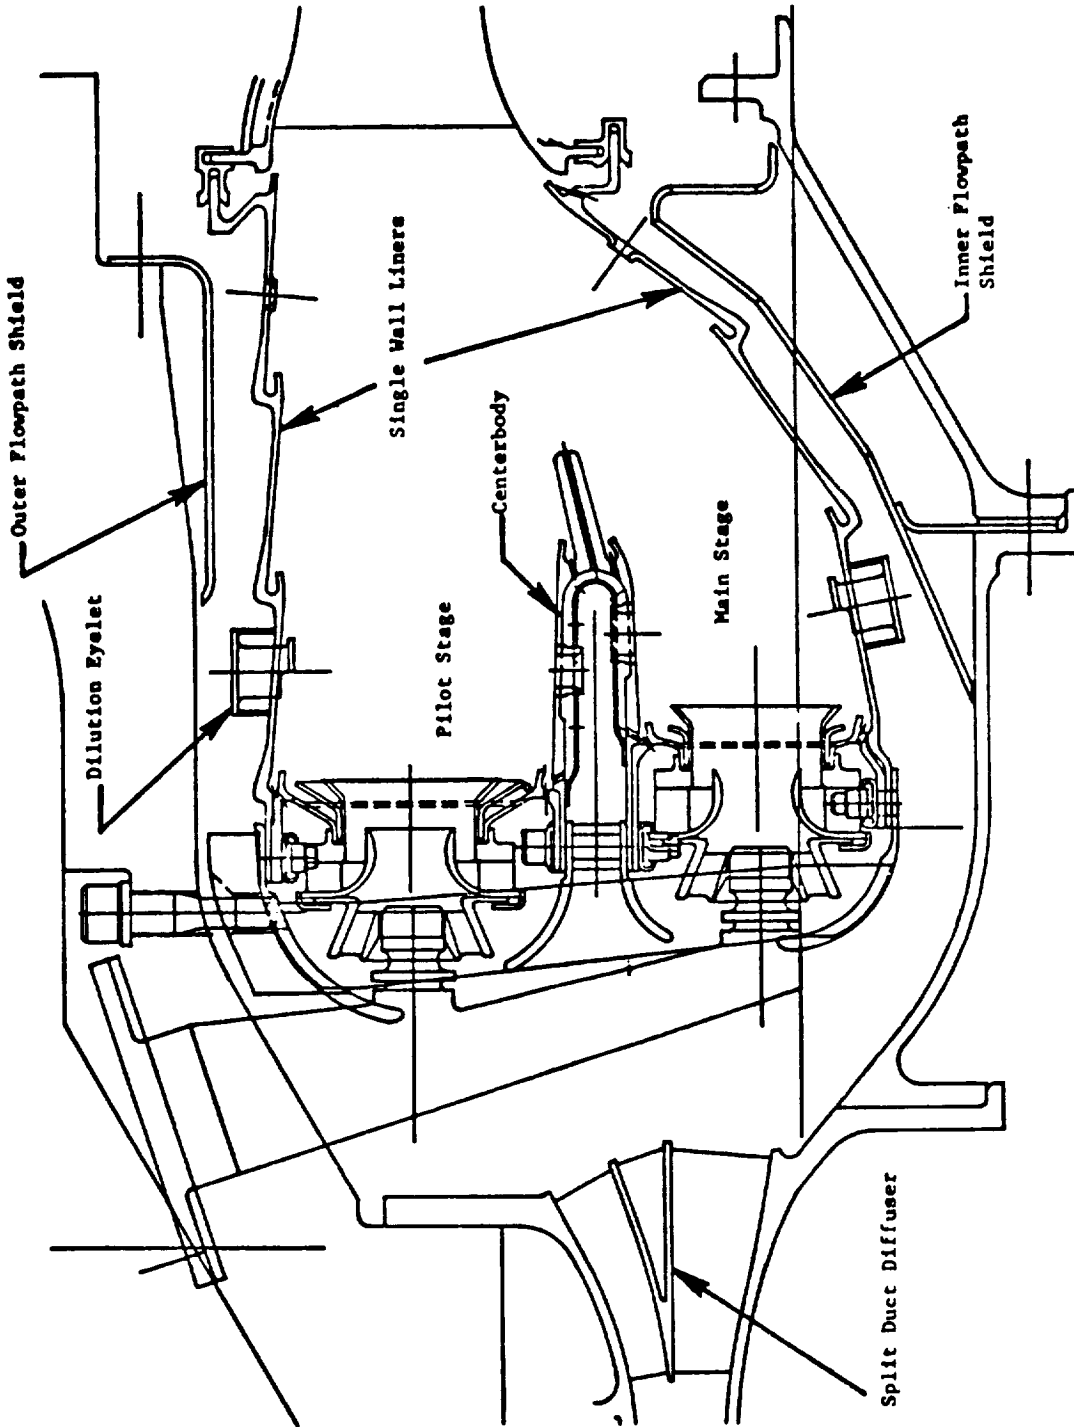 Outer Flowpath Shield
Dilution Eyelet
Single Wall Liners
Centerbody
Pilot Stage
Main Stage
Inner Flowpath
Shield
Split Duct Diffuser